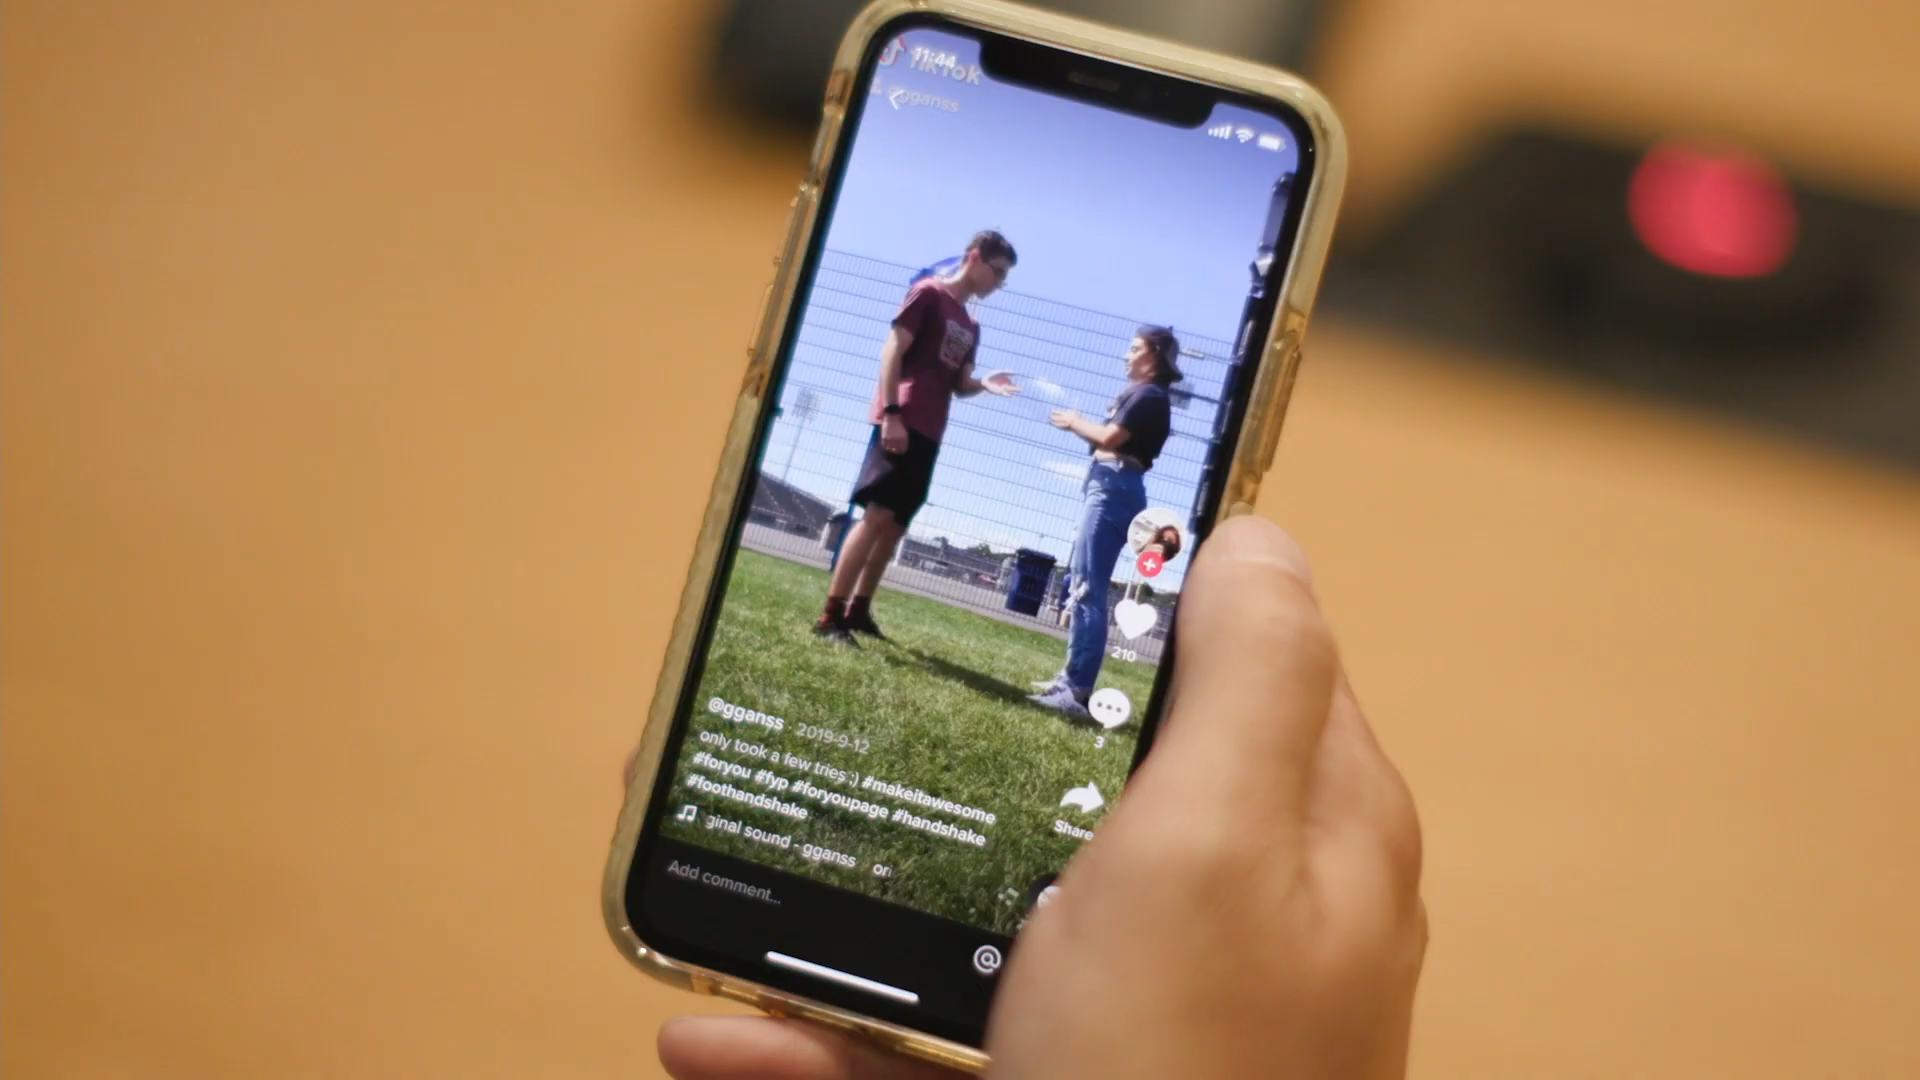 11:44
TikTok
@gganss
210
3
Share
@gganss 2019-9-12
only took a few tries ;) #makeitawesome
#foryou #fyp #foryoupage #handshake
#foothandshake
ginal sound - gganss ori
Add comment...
@